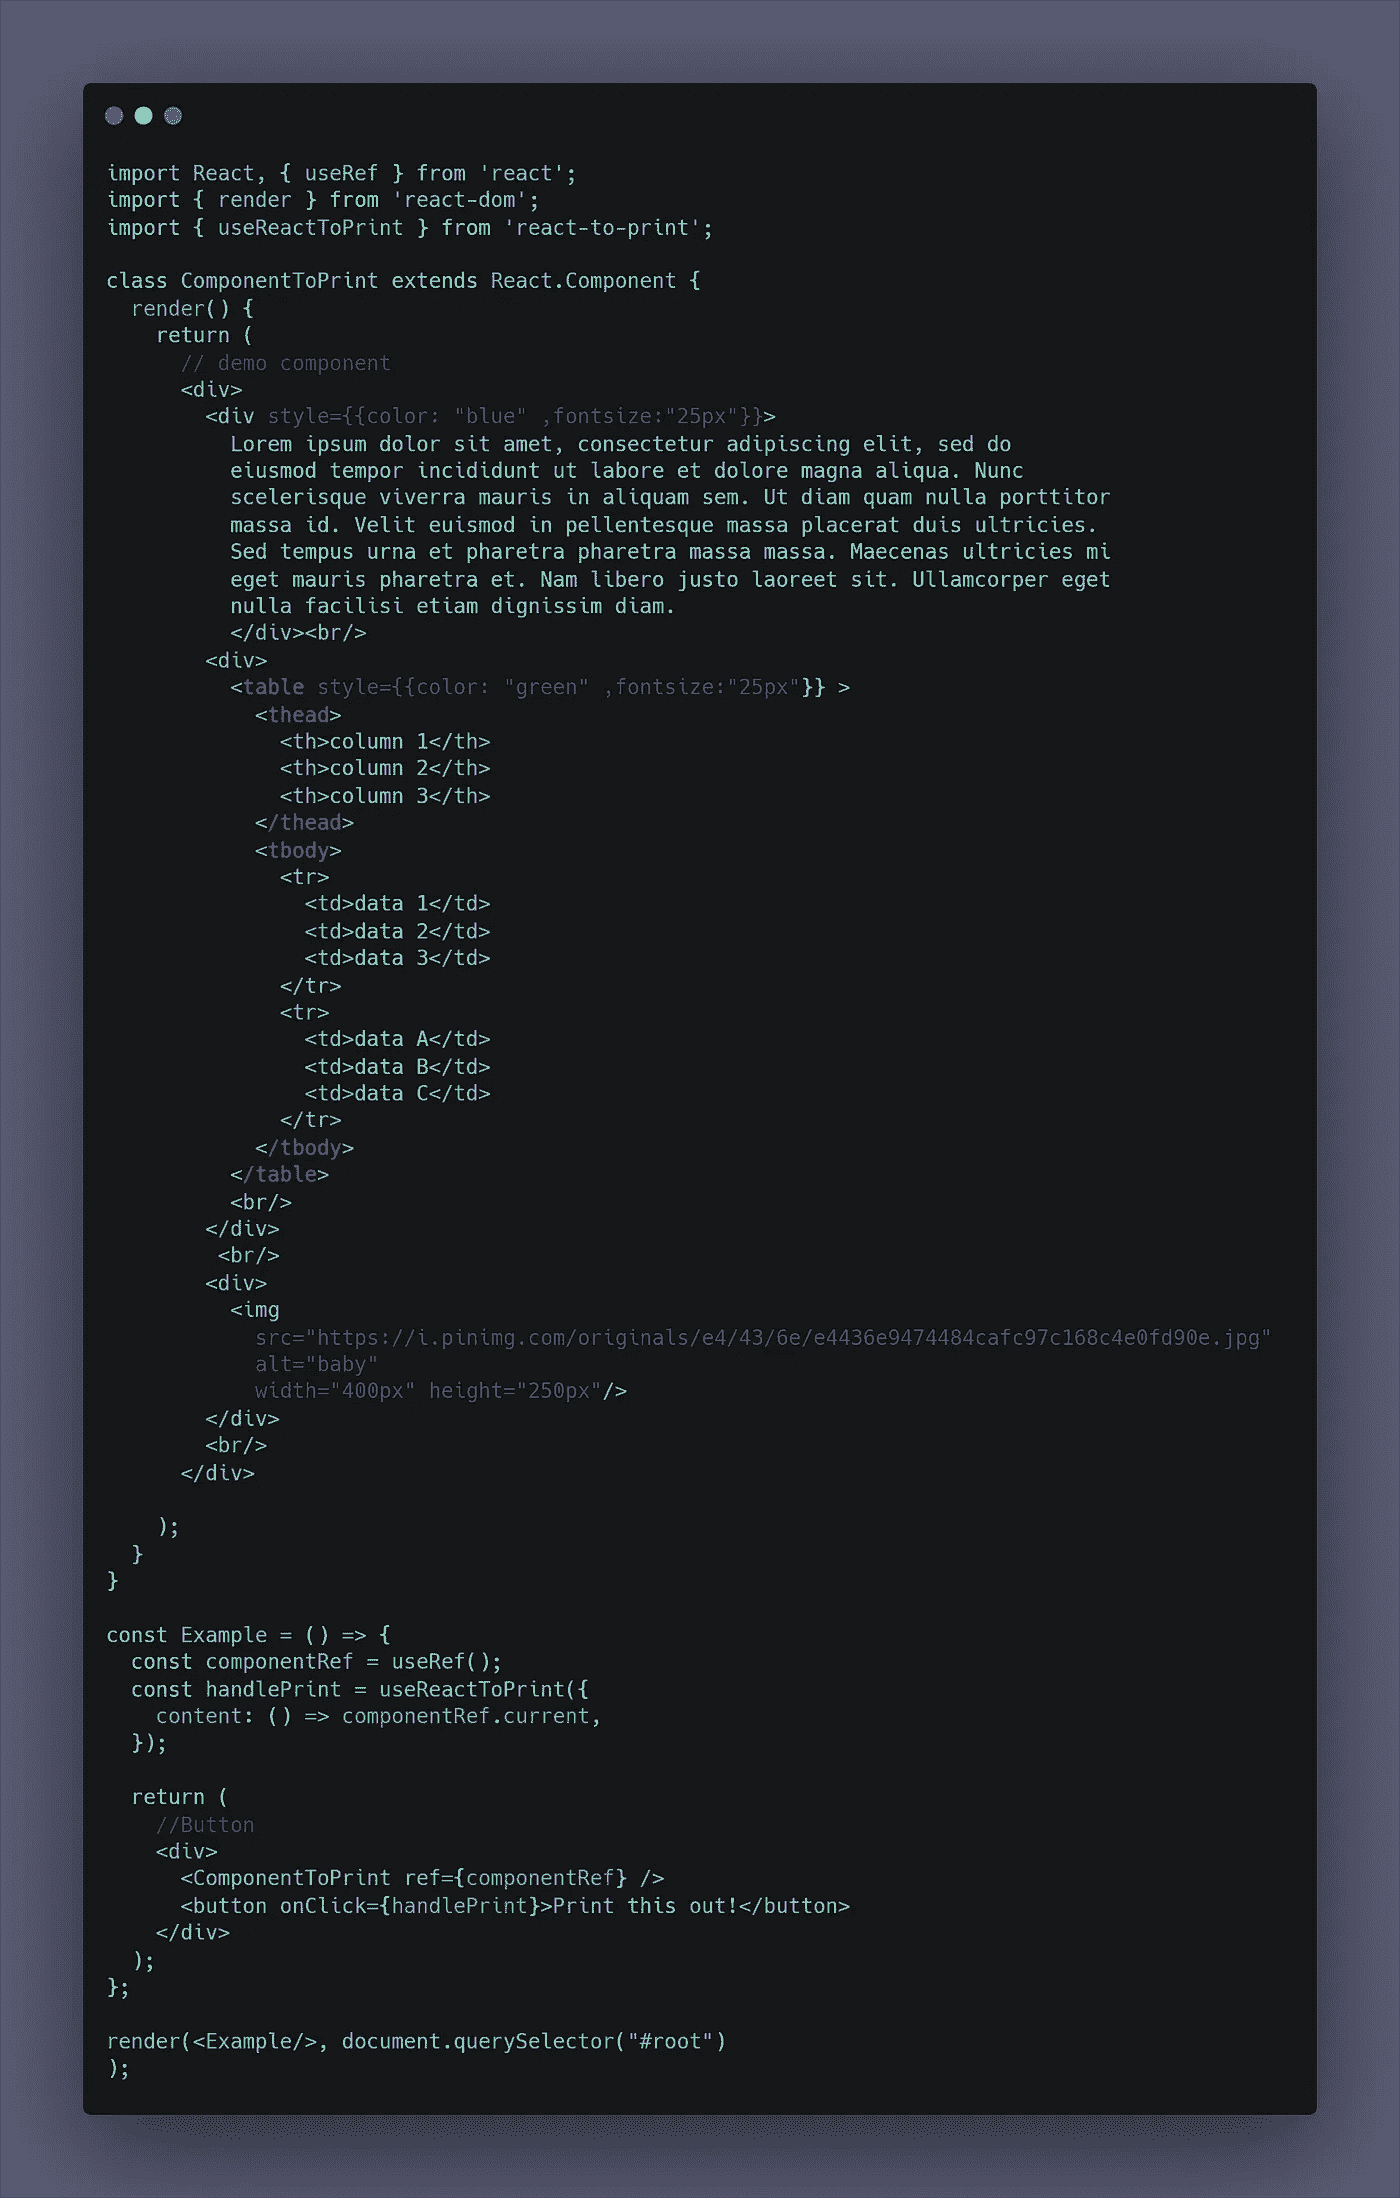 import React, { useRef } from 'react';
import { render } from 'react-dom';
import { useReactToPrint } from 'react-to-print';

class ComponentToPrint extends React.Component {
  render() {
    return (
      // demo component
      <div>
        <div style={{color: "blue" ,fontsize:"25px"}}>
          Lorem ipsum dolor sit amet, consectetur adipiscing elit, sed do
          eiusmod tempor incididunt ut labore et dolore magna aliqua. Nunc
          scelerisque viverra mauris in aliquam sem. Ut diam quam nulla porttitor
          massa id. Velit euismod in pellentesque massa placerat duis ultricies.
          Sed tempus urna et pharetra pharetra massa massa. Maecenas ultricies mi
          eget mauris pharetra et. Nam libero justo laoreet sit. Ullamcorper eget
          nulla facilisi etiam dignissim diam.
          </div><br/>
        <div>
          <table style={{color: "green" ,fontsize:"25px"}} >
            <thead>
              <th>column 1</th>
              <th>column 2</th>
              <th>column 3</th>
            </thead>
            <tbody>
              <tr>
                <td>data 1</td>
                <td>data 2</td>
                <td>data 3</td>
              </tr>
              <tr>
                <td>data A</td>
                <td>data B</td>
                <td>data C</td>
              </tr>
            </tbody>
          </table>
          <br/>
        </div>
         <br/>
        <div>
          <img
            src="https://i.pinimg.com/originals/e4/43/6e/e4436e9474484cafc97c168c4e0fd90e.jpg"
            alt="baby"
            width="400px" height="250px"/>
        </div>
        <br/>
      </div>

    );
  }
}

const Example = () => {
  const componentRef = useRef();
  const handlePrint = useReactToPrint({
    content: () => componentRef.current,
  });

  return (
    //Button
    <div>
      <ComponentToPrint ref={componentRef} />
      <button onClick={handlePrint}>Print this out!</button>
    </div>
  );
};

render(<Example/>, document.querySelector("#root")
);